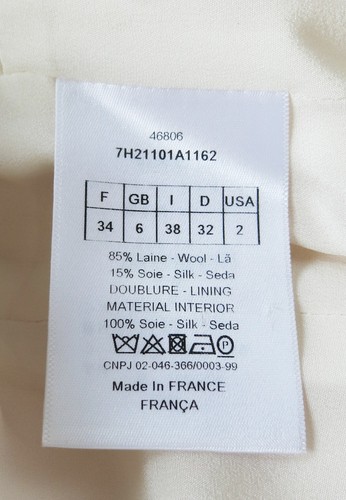 46806
7H21101A1162
F GB I D USA
34 6 38 32 2
85% Laine - Wool - Lã
15% Soie - Silk - Seda
DOUBLURE - LINING
MATERIAL INTERIOR
100% Soie - Silk - Seda
P
CNPJ 02-046-366/0003-99
Made In FRANCE
FRANÇA